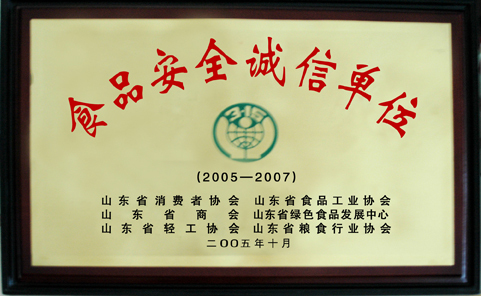 食品安全诚信单位
315
(2005—2007)
山东省消费者协会 山东省食品工业协会
山东省商会 山东省绿色食品发展中心
山东省轻工协会 山东省粮食行业协会
二〇〇五年十月